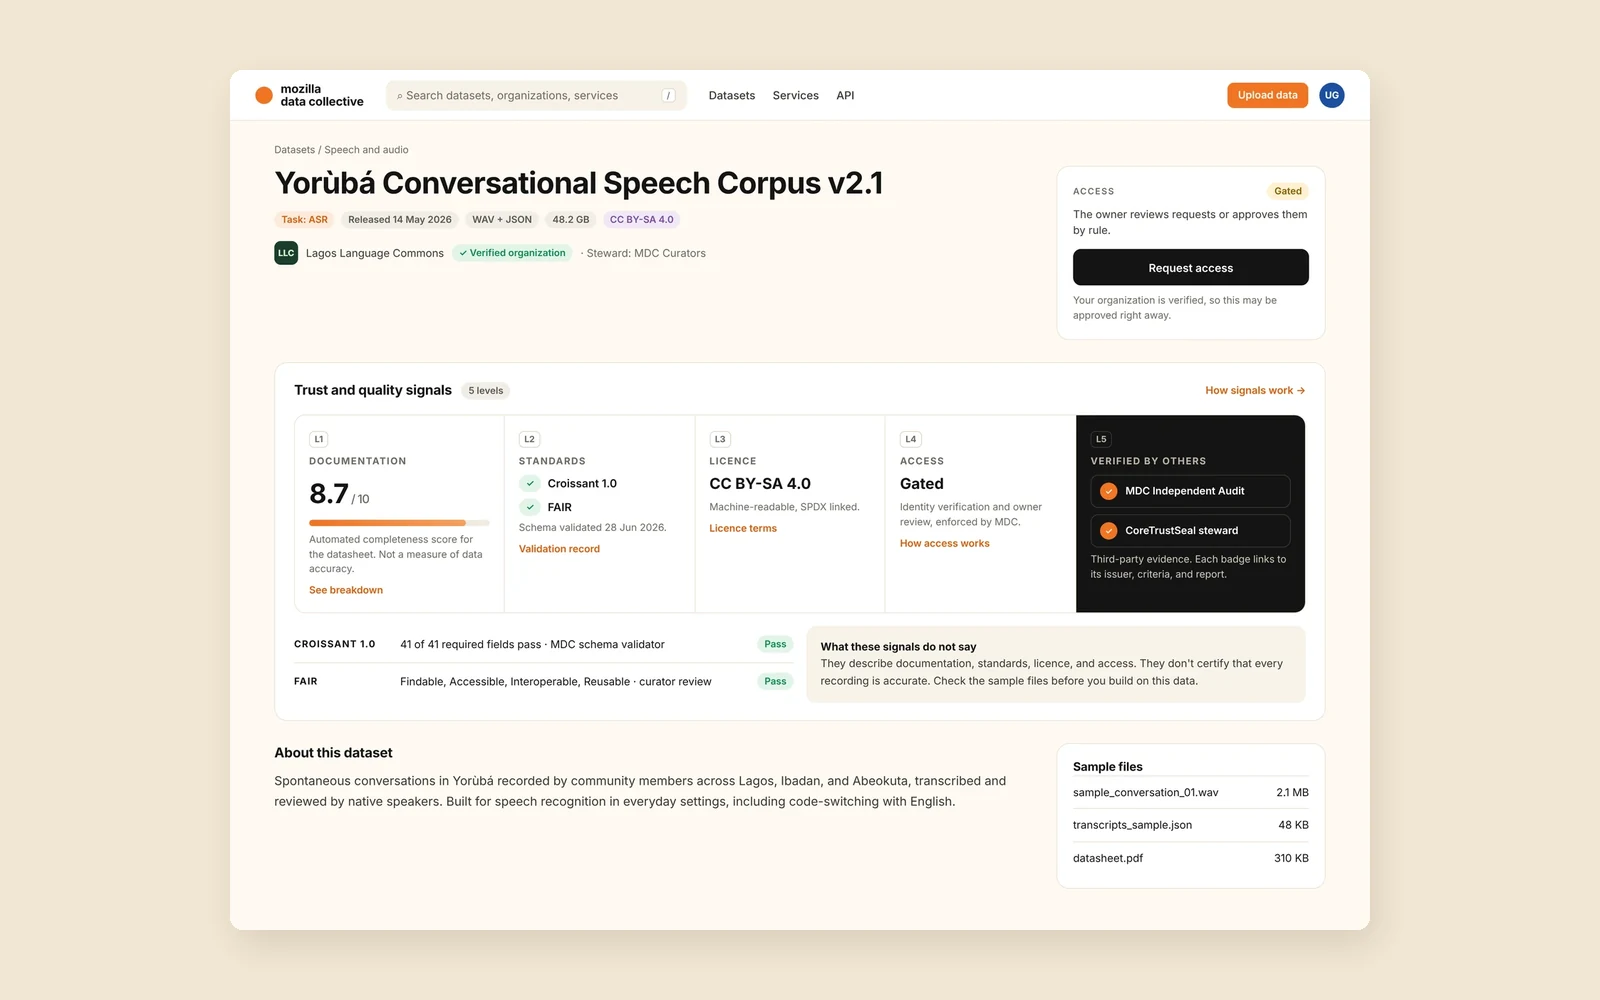 mozilla
data collective
Search datasets, organizations, services
/
Datasets
Services
API
Upload data
UG
Datasets / Speech and audio
Yorùbá Conversational Speech Corpus v2.1
Task: ASR
Released 14 May 2026
WAV + JSON
48.2 GB
CC BY-SA 4.0
LLC
Lagos Language Commons
✓ Verified organization
· Steward: MDC Curators
ACCESS
Gated
The owner reviews requests or approves them
by rule.
Request access
Your organization is verified, so this may be
approved right away.
Trust and quality signals
5 levels
How signals work →
L1
DOCUMENTATION
8.7 / 10
Automated completeness score for
the datasheet. Not a measure of data
accuracy.
See breakdown
L2
STANDARDS
✓ Croissant 1.0
✓ FAIR
Schema validated 28 Jun 2026.
Validation record
L3
LICENCE
CC BY-SA 4.0
Machine-readable, SPDX linked.
Licence terms
L4
ACCESS
Gated
Identity verification and owner
review, enforced by MDC.
How access works
L5
VERIFIED BY OTHERS
✓ MDC Independent Audit
✓ CoreTrustSeal steward
Third-party evidence. Each badge links to
its issuer, criteria, and report.
CROISSANT 1.0
41 of 41 required fields pass · MDC schema validator
Pass
FAIR
Findable, Accessible, Interoperable, Reusable · curator review
Pass
What these signals do not say
They describe documentation, standards, licence, and access. They don't certify that every
recording is accurate. Check the sample files before you build on this data.
About this dataset
Spontaneous conversations in Yorùbá recorded by community members across Lagos, Ibadan, and Abeokuta, transcribed and
reviewed by native speakers. Built for speech recognition in everyday settings, including code-switching with English.
Sample files
sample_conversation_01.wav
2.1 MB
transcripts_sample.json
48 KB
datasheet.pdf
310 KB